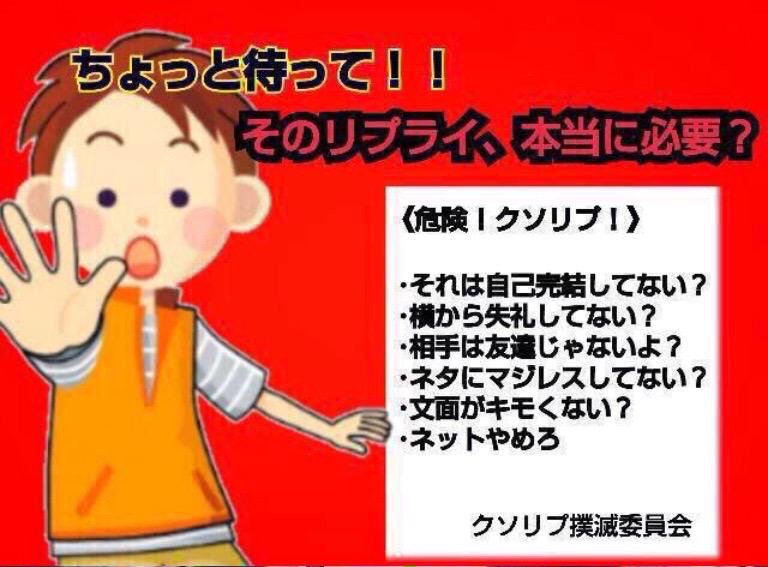 ちょっと待って！！
そのリプライ、本当に必要？
《危険！クソリプ！》
・それは自己完結してない？
・横から失礼してない？
・相手は友達じゃないよ？
・ネタにマジレスしてない？
・文面がキモくない？
・ネットやめろ
クソリプ撲滅委員会